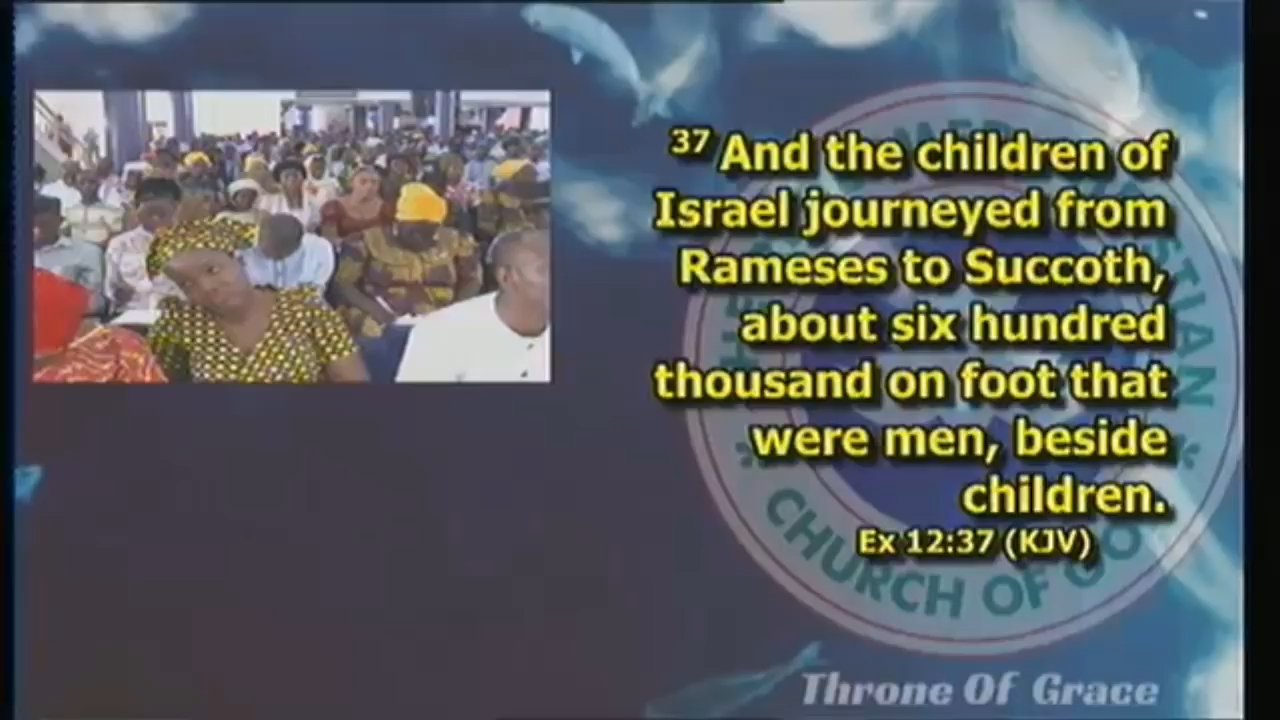 37 And the children of
Israel journeyed from
Rameses to Succoth,
about six hundred
thousand on foot that
were men, beside
children.
Ex 12:37 (KJV)
CHURCH OF GO
Throne Of Grace